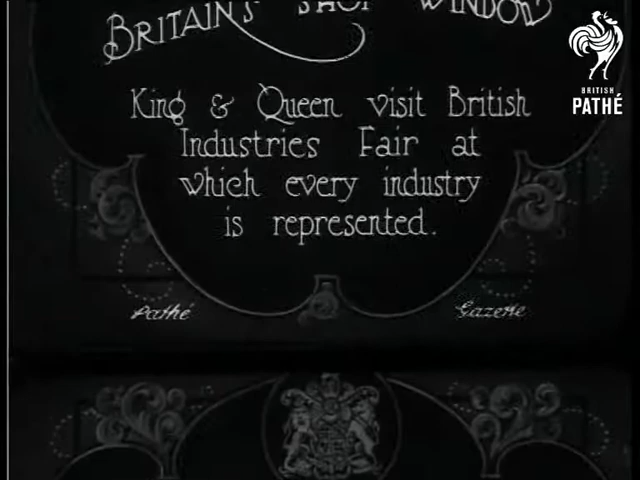 BRITAIN'S SHOP WINDOW
BRITISH
PATHÉ
King & Queen visit British
Industries Fair at
which every industry
is represented.
Pathé Gazette